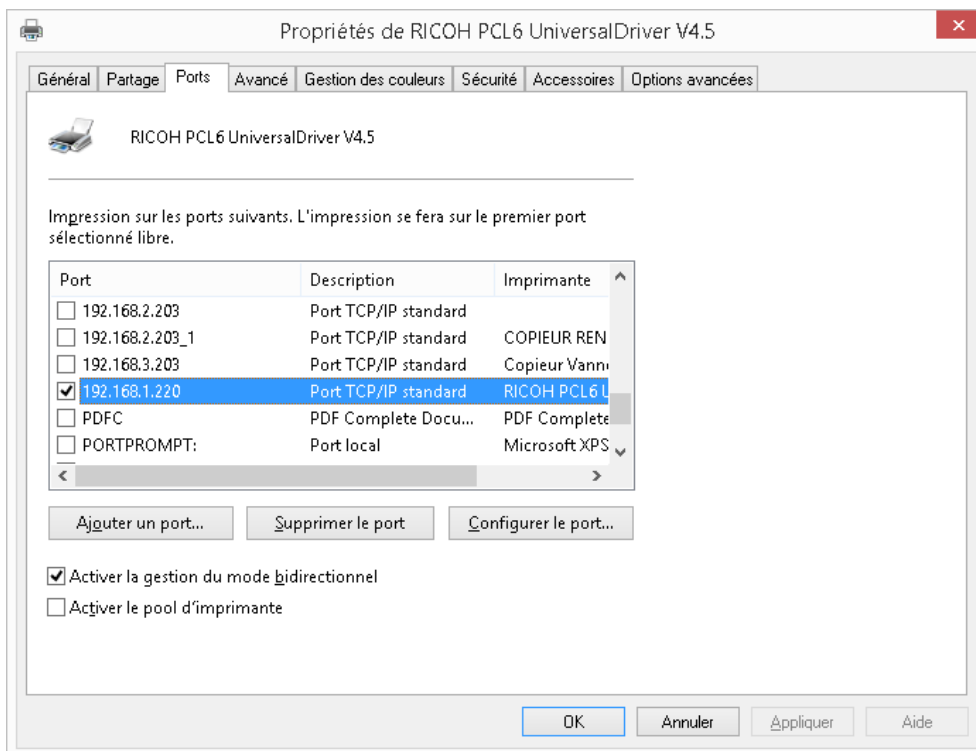 Propriétés de RICOH PCL6 UniversalDriver V4.5
Général Partage Ports Avancé Gestion des couleurs Sécurité Accessoires Options avancées
RICOH PCL6 UniversalDriver V4.5
Impression sur les ports suivants. L'impression se fera sur le premier port
sélectionné libre.
Port Description Imprimante
192.168.2.203 Port TCP/IP standard
192.168.2.203_1 Port TCP/IP standard COPIEUR REN
192.168.3.203 Port TCP/IP standard Copieur Vann
192.168.1.220 Port TCP/IP standard RICOH PCL6 U
PDFC PDF Complete Docu... PDF Complete
PORTPROMPT: Port local Microsoft XPS
Ajouter un port... Supprimer le port Configurer le port...
Activer la gestion du mode bidirectionnel
Activer le pool d'imprimante
OK Annuler Appliquer Aide